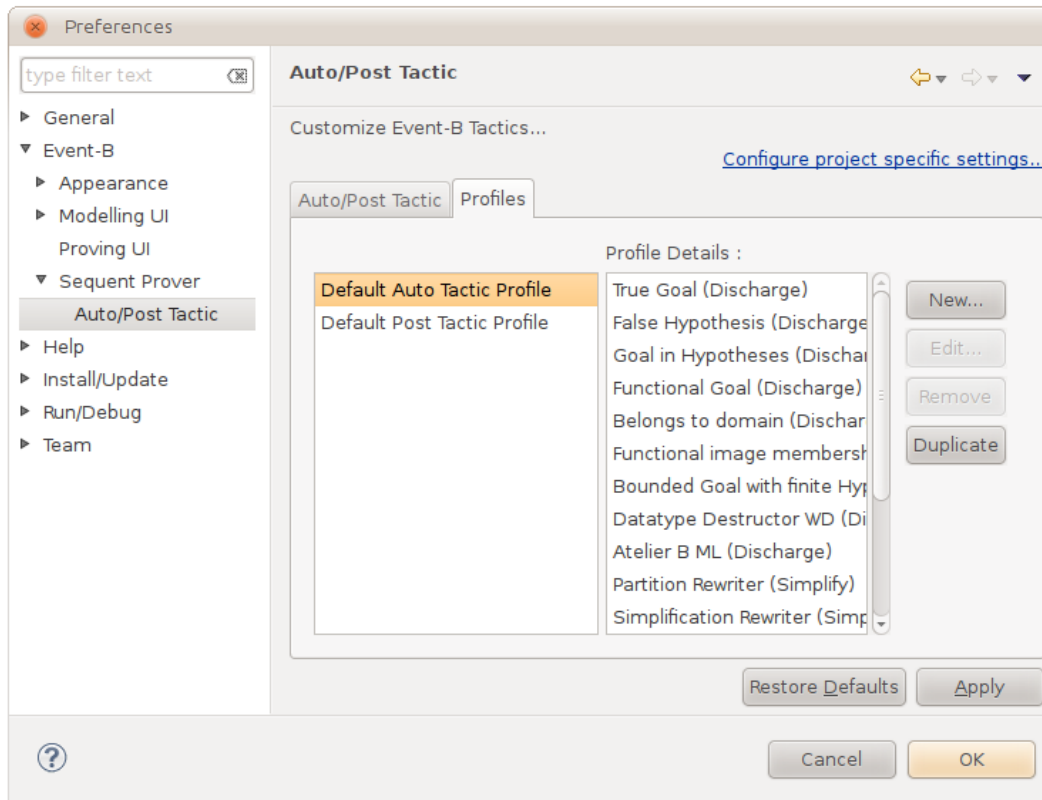 Preferences
type filter text
General
Event-B
Appearance
Modelling UI
Proving UI
Sequent Prover
Auto/Post Tactic
Help
Install/Update
Run/Debug
Team
Auto/Post Tactic
Customize Event-B Tactics...
Configure project specific settings...
Auto/Post Tactic
Profiles
Profile Details :
Default Auto Tactic Profile
Default Post Tactic Profile
True Goal (Discharge)
False Hypothesis (Discharge
Goal in Hypotheses (Dischar
Functional Goal (Discharge)
Belongs to domain (Dischar
Functional image membersh
Bounded Goal with finite Hyp
Datatype Destructor WD (Di
Atelier B ML (Discharge)
Partition Rewriter (Simplify)
Simplification Rewriter (Simp
New...
Edit...
Remove
Duplicate
Restore Defaults
Apply
?
Cancel
OK